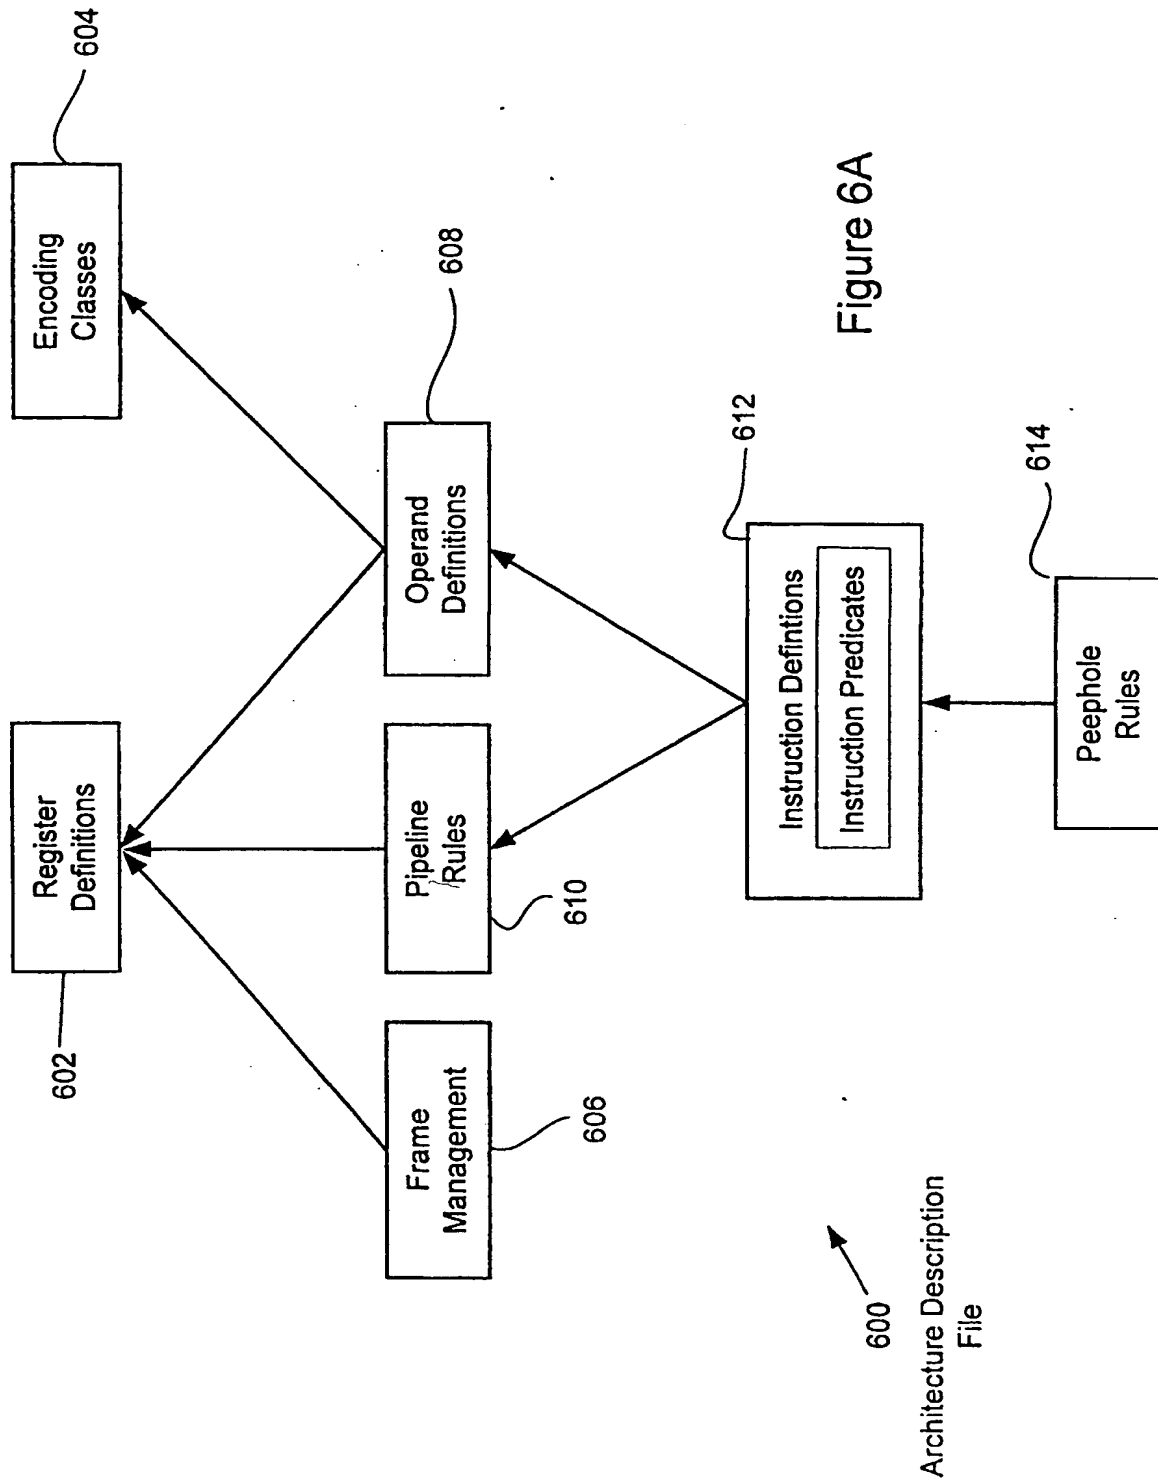 602
Register
Definitions
Encoding
Classes
604
Frame
Management
606
Pipeline
Rules
610
Operand
Definitions
608
Instruction Defintions
Instruction Predicates
612
Peephole
Rules
614
600
Architecture Description
File
Figure 6A